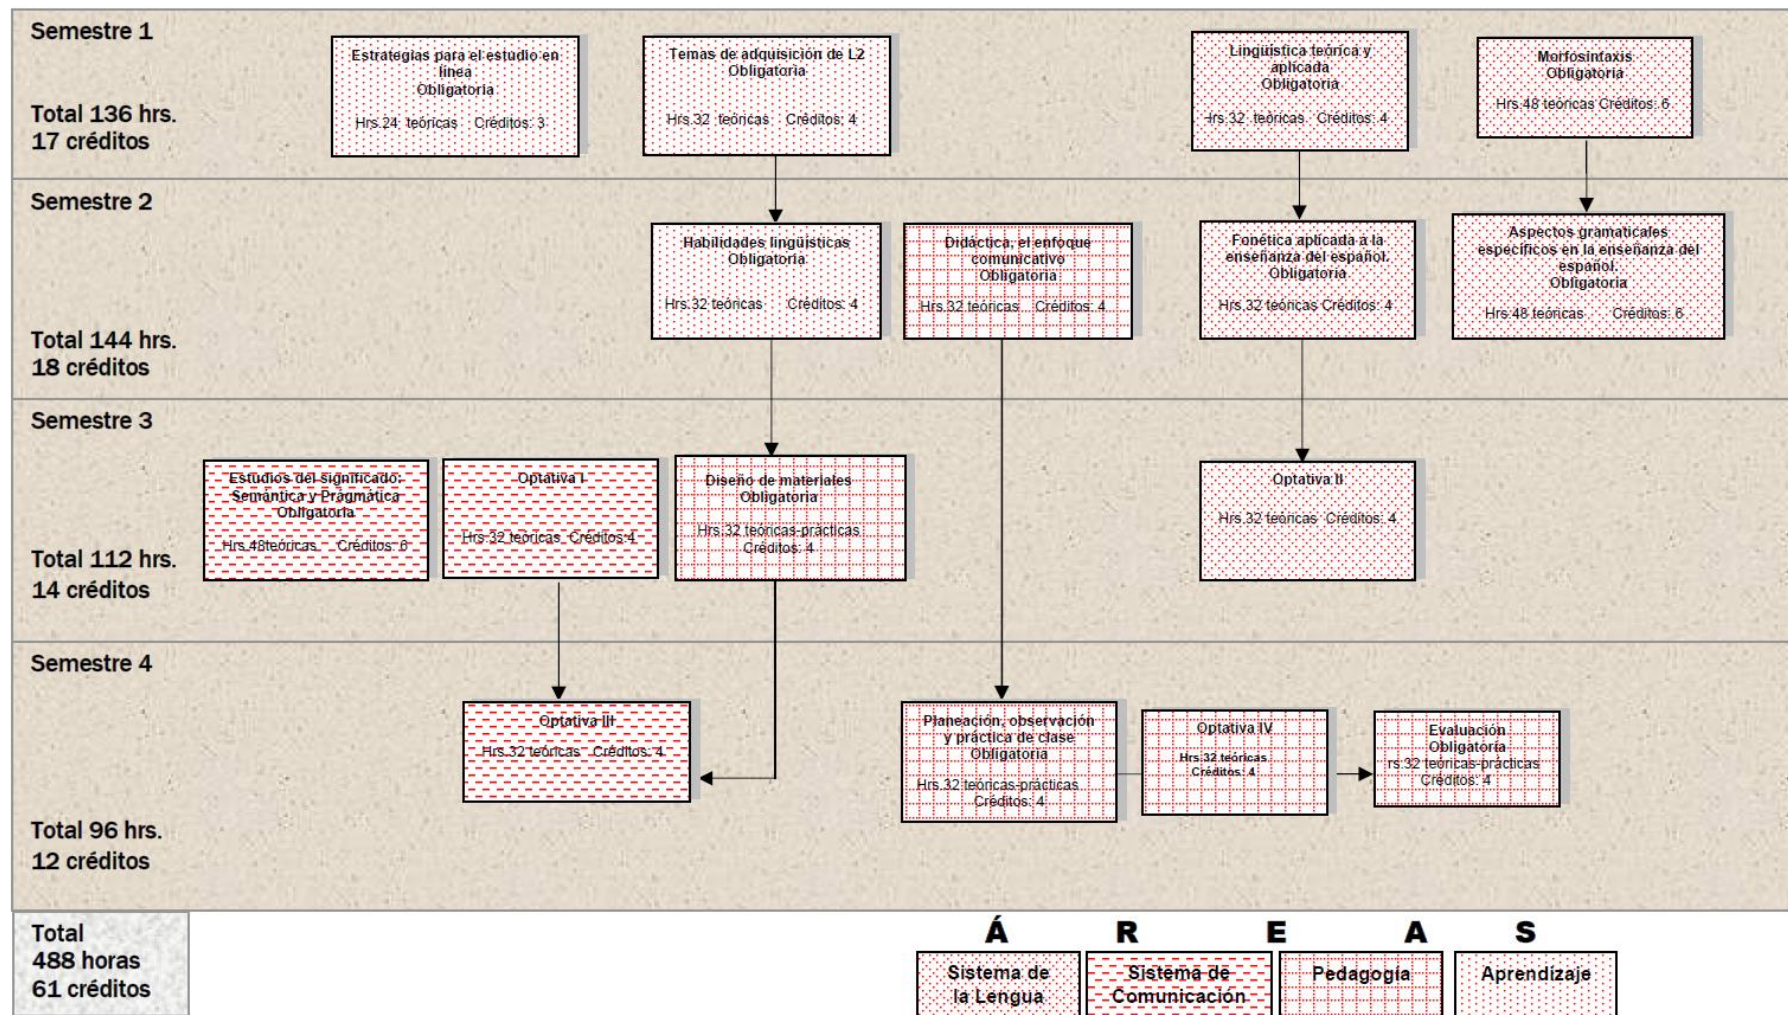 Semestre 1
Total 136 hrs.
17 créditos
Estrategias para el estudio en
línea
Obligatoria
Hrs.24 teóricas Créditos: 3
Temas de adquisición de L2
Obligatoria
Hrs.32 teóricas Créditos: 4
Lingüística teórica y
aplicada
Obligatoria
Hrs.32 teóricas Créditos: 4
Morfosintaxis
Obligatoria
Hrs.48 teóricas Créditos: 6
Semestre 2
Total 144 hrs.
18 créditos
Habilidades lingüísticas
Obligatoria
Hrs.32 teóricas Créditos: 4
Didáctica, el enfoque
comunicativo
Obligatoria
Hrs.32 teóricas Créditos: 4
Fonética aplicada a la
enseñanza del español.
Obligatoria
Hrs.32 teóricas Créditos: 4
Aspectos gramaticales
específicos en la enseñanza del
español.
Obligatoria
Hrs.48 teóricas Créditos: 6
Semestre 3
Total 112 hrs.
14 créditos
Estudios del significado:
Semántica y Prágmática
Obligatoria
Hrs.48teóricas. Créditos: 6
Optativa I
Hrs.32 teóricas Créditos:4
Diseño de materiales
Obligatoria
Hrs.32 teóricas-prácticas
Créditos: 4
Optativa II
Hrs.32 teóricas Créditos: 4
Semestre 4
Total 96 hrs.
12 créditos
Optativa III
Hrs.32 teóricas Créditos: 4
Planeación, observación
y práctica de clase
Obligatoria
Hrs.32 teóricas-prácticas
Créditos: 4
Optativa IV
Hrs.32 teóricas
Créditos: 4
Evaluación
Obligatoria
rs.32 teóricas-prácticas
Créditos: 4
Total
488 horas
61 créditos
Á R E A S
Sistema de
la Lengua
Sistema de
Comunicación
Pedagogía
Aprendizaje